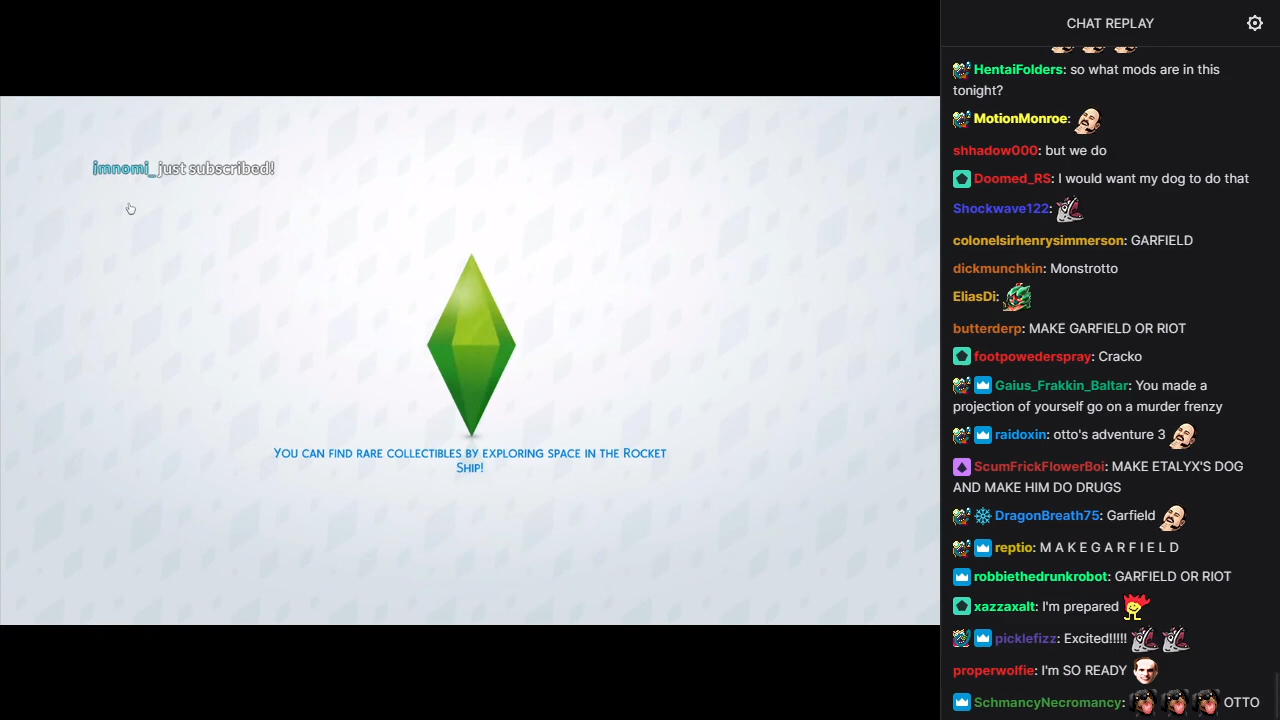 imnomi_ just subscribed!
YOU CAN FIND RARE COLLECTIBLES BY EXPLORING SPACE IN THE ROCKET
SHIP!
CHAT REPLAY
HentaiFolders: so what mods are in this
tonight?
MotionMonroe:
shhadow000: but we do
Doomed_RS: I would want my dog to do that
Shockwave122:
colonelsirhenrysimmerson: GARFIELD
dickmunchkin: Monstrotto
EliasDi:
butterderp: MAKE GARFIELD OR RIOT
footpowederspray: Cracko
Gaius_Frakkin_Baltar: You made a
projection of yourself go on a murder frenzy
raidoxin: otto's adventure 3
ScumFrickFlowerBoi: MAKE ETALYX'S DOG
AND MAKE HIM DO DRUGS
DragonBreath75: Garfield
reptio: M A K E G A R F I E L D
robbiethedrunkrobot: GARFIELD OR RIOT
xazzaxalt: I'm prepared
picklefizz: Excited!!!!!
properwolfie: I'm SO READY
SchmancyNecromancy: OTTO